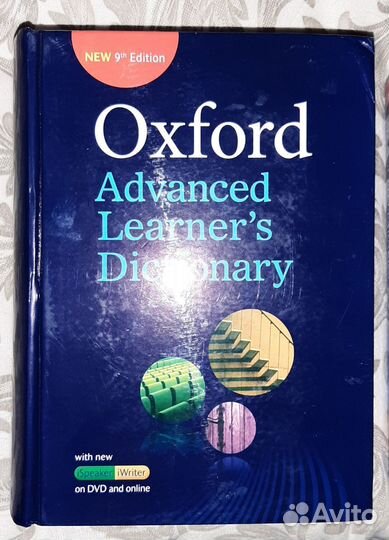 NEW 9th Edition
Oxford
Advanced
Learner's
Dictionary
with new
iSpeaker iWriter
on DVD and online
Avito